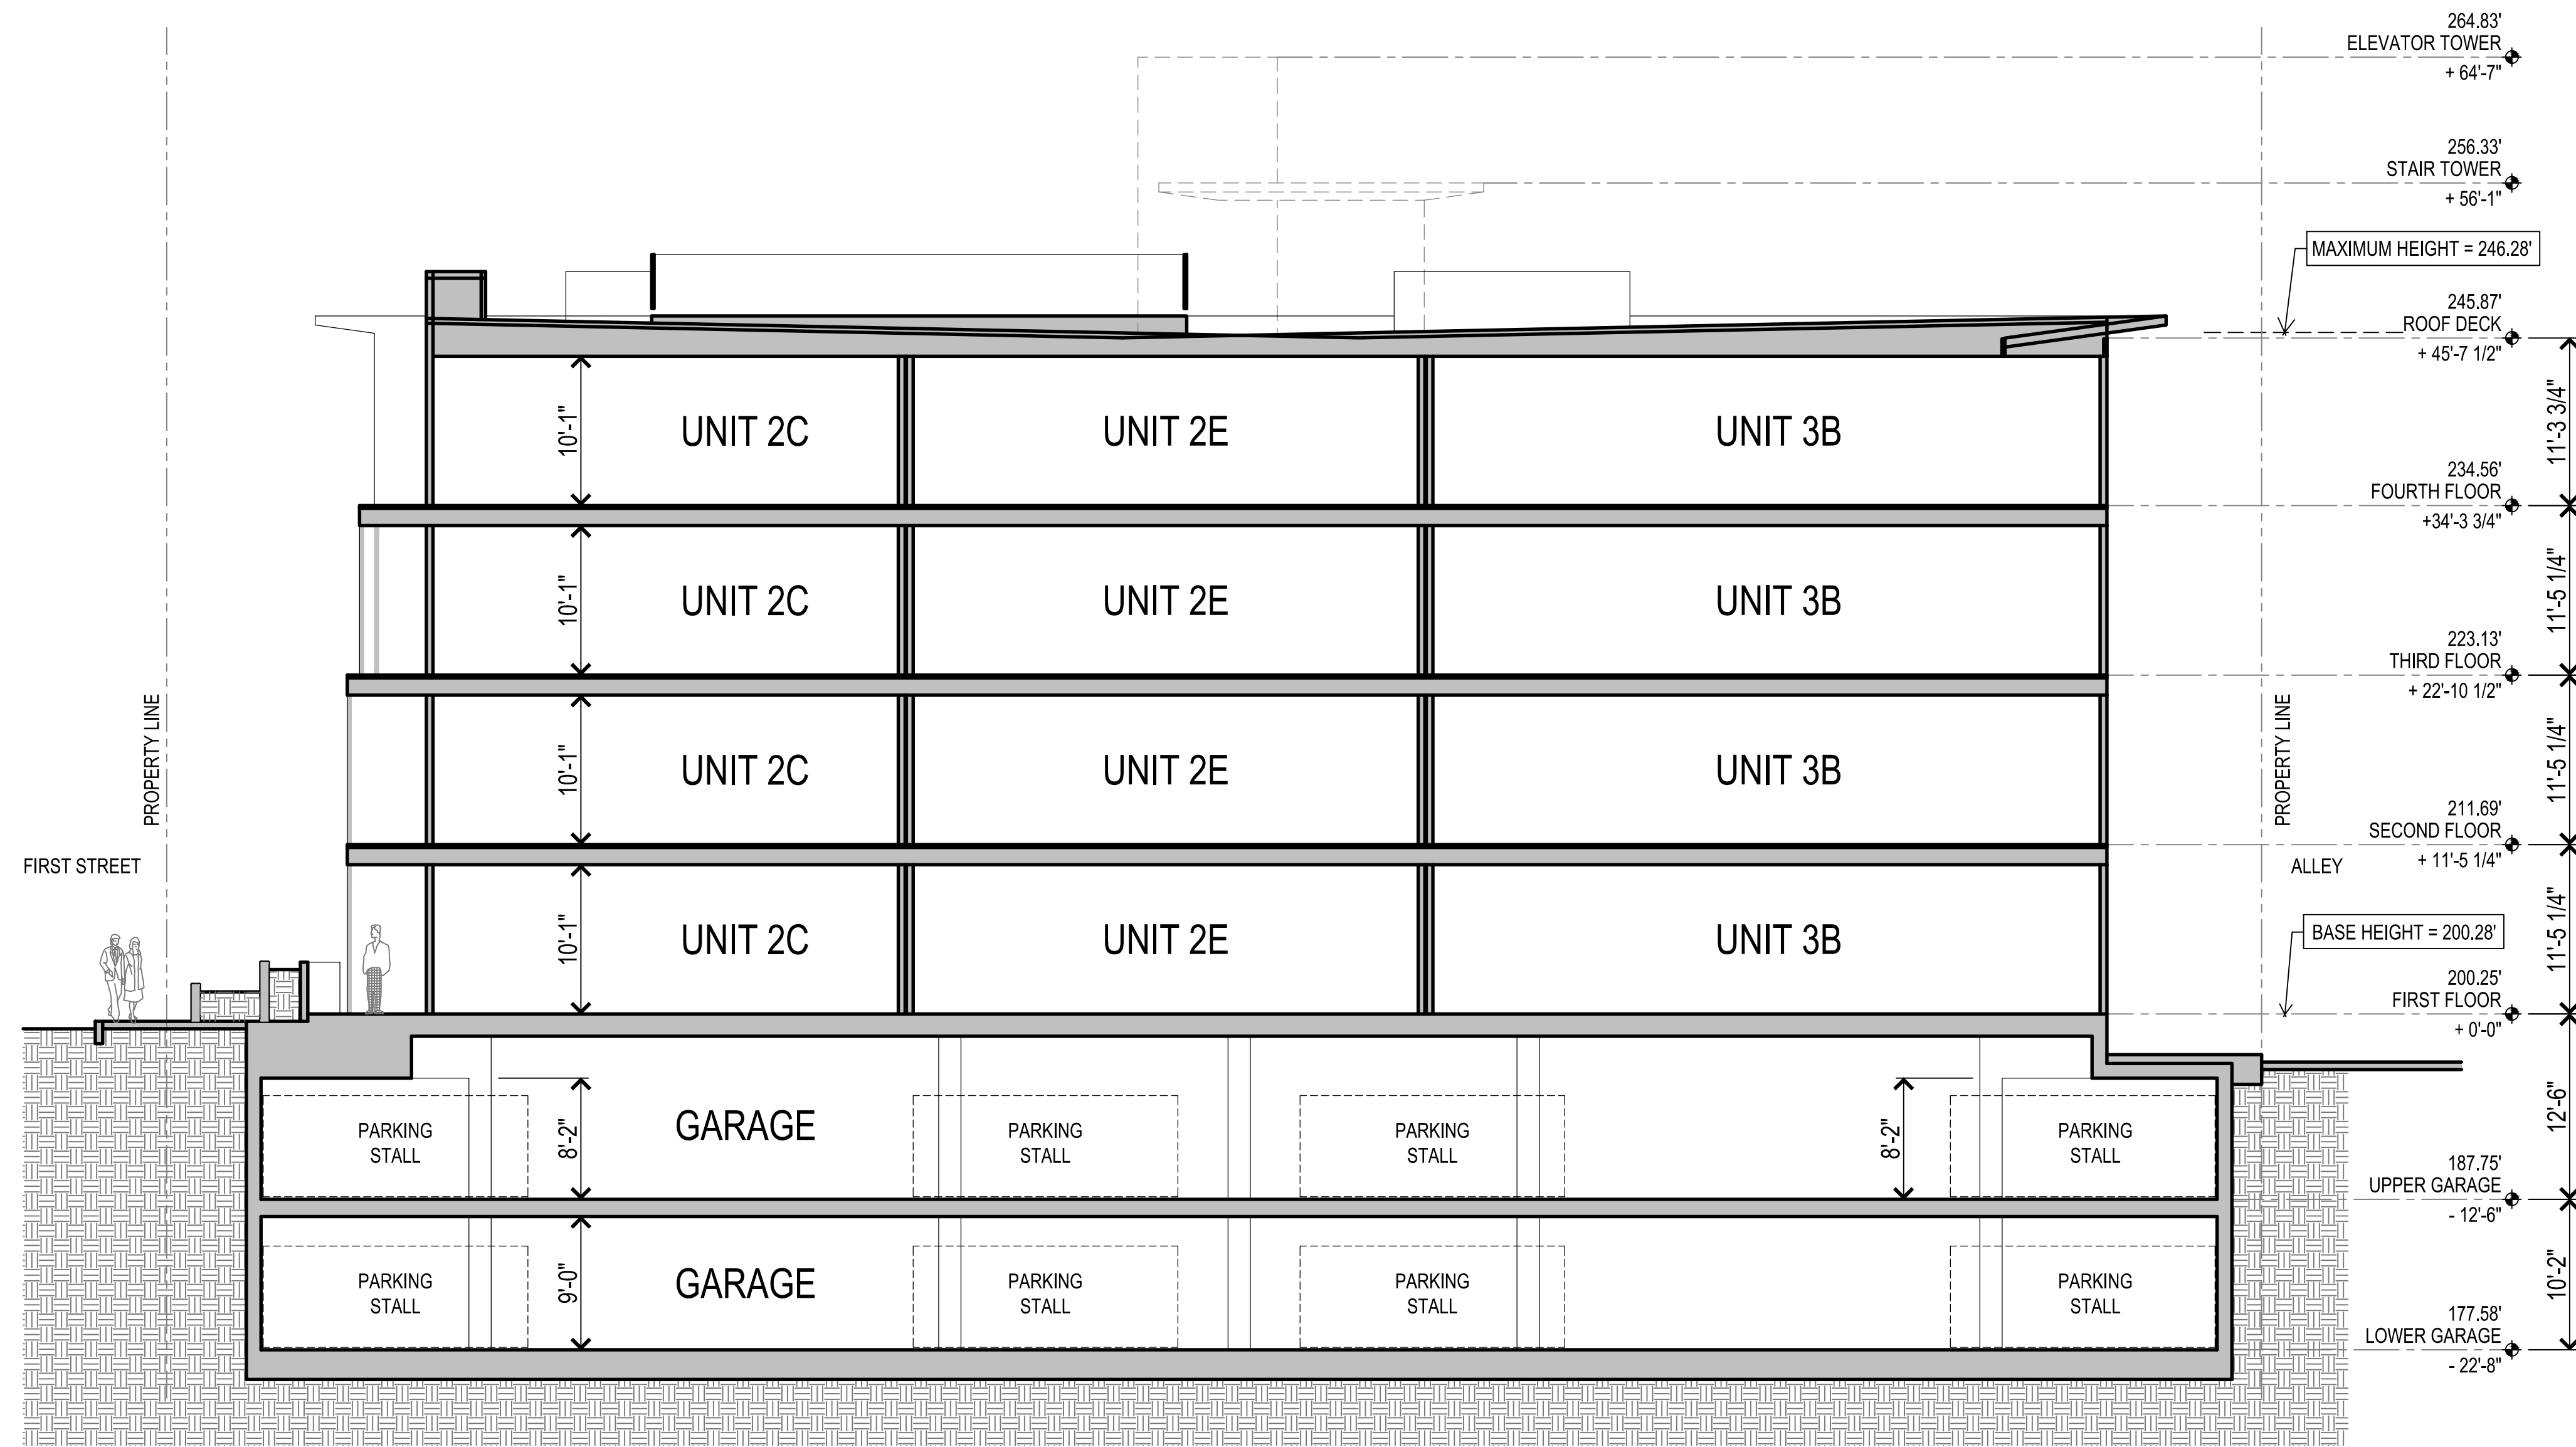 264.83'
ELEVATOR TOWER
+ 64'-7"
256.33'
STAIR TOWER
+ 56'-1"
MAXIMUM HEIGHT = 246.28'
245.87'
ROOF DECK
+ 45'-7 1/2"
11'-3 3/4"
10'-1"
UNIT 2C
UNIT 2E
UNIT 3B
234.56'
FOURTH FLOOR
+34'-3 3/4"
11'-5 1/4"
10'-1"
UNIT 2C
UNIT 2E
UNIT 3B
223.13'
THIRD FLOOR
+ 22'-10 1/2"
PROPERTY LINE
PROPERTY LINE
11'-5 1/4"
10'-1"
UNIT 2C
UNIT 2E
UNIT 3B
211.69'
SECOND FLOOR
+ 11'-5 1/4"
FIRST STREET
ALLEY
11'-5 1/4"
10'-1"
UNIT 2C
UNIT 2E
UNIT 3B
BASE HEIGHT = 200.28'
200.25'
FIRST FLOOR
+ 0'-0"
12'-6"
PARKING
STALL
8'-2"
GARAGE
PARKING
STALL
PARKING
STALL
8'-2"
PARKING
STALL
187.75'
UPPER GARAGE
- 12'-6"
10'-2"
PARKING
STALL
9'-0"
GARAGE
PARKING
STALL
PARKING
STALL
PARKING
STALL
177.58'
LOWER GARAGE
- 22'-8"